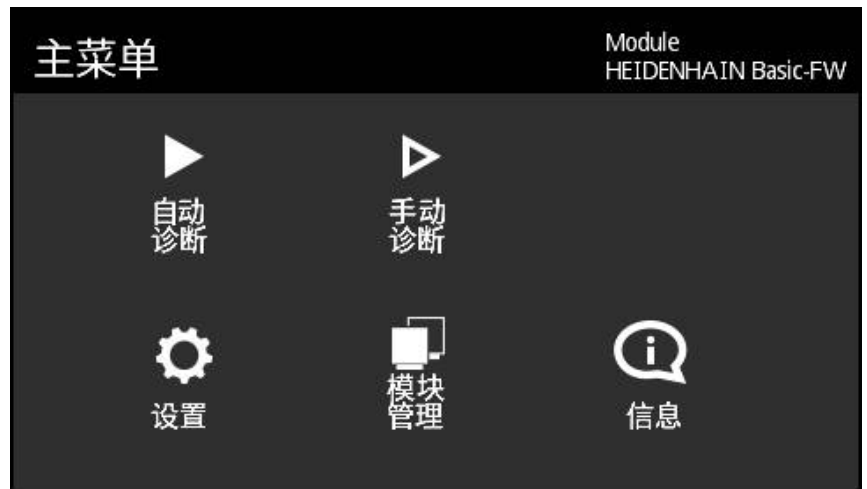 主菜单
Module
HEIDENHAIN Basic-FW
自动
诊断
手动
诊断
设置
模块
管理
信息